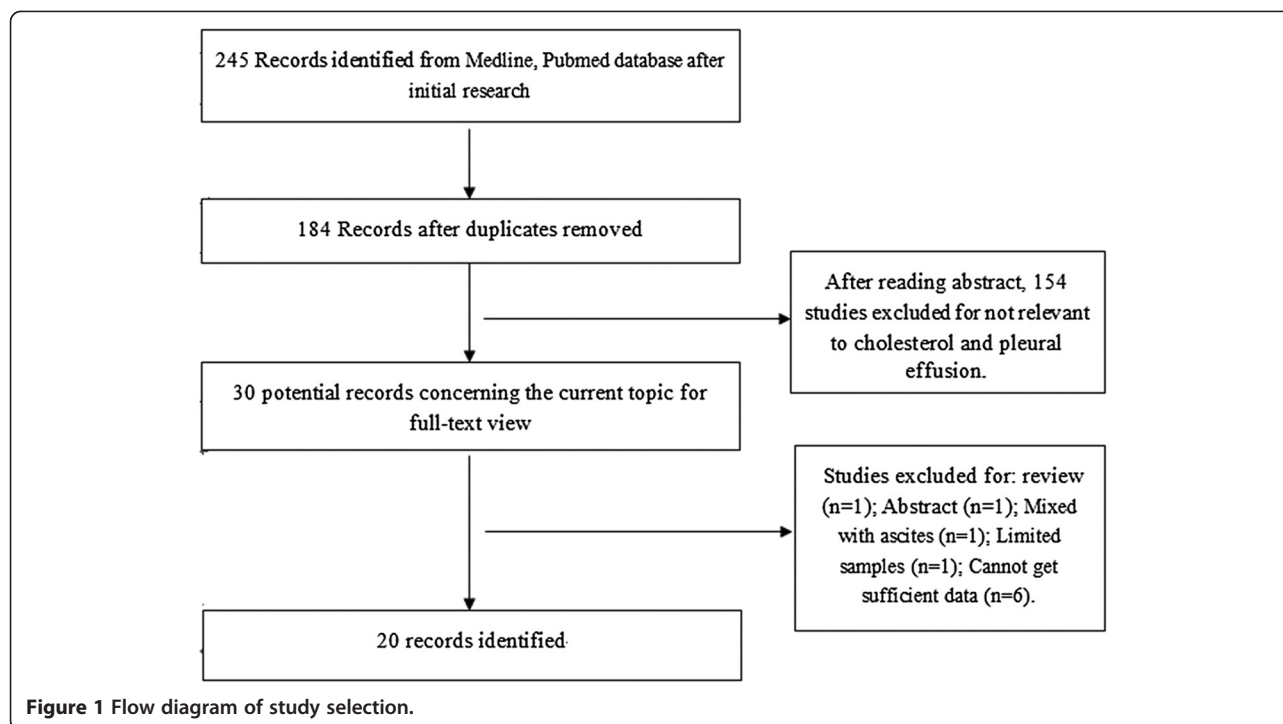 245 Records identified from Medline, Pubmed database after
initial research
184 Records after duplicates removed
After reading abstract, 154
studies excluded for not relevant
to cholesterol and pleural
effusion.
30 potential records concerning the current topic for
full-text view
Studies excluded for: review
(n=1); Abstract (n=1); Mixed
with ascites (n=1); Limited
samples (n=1); Cannot get
sufficient data (n=6).
20 records identified
Figure 1 Flow diagram of study selection.